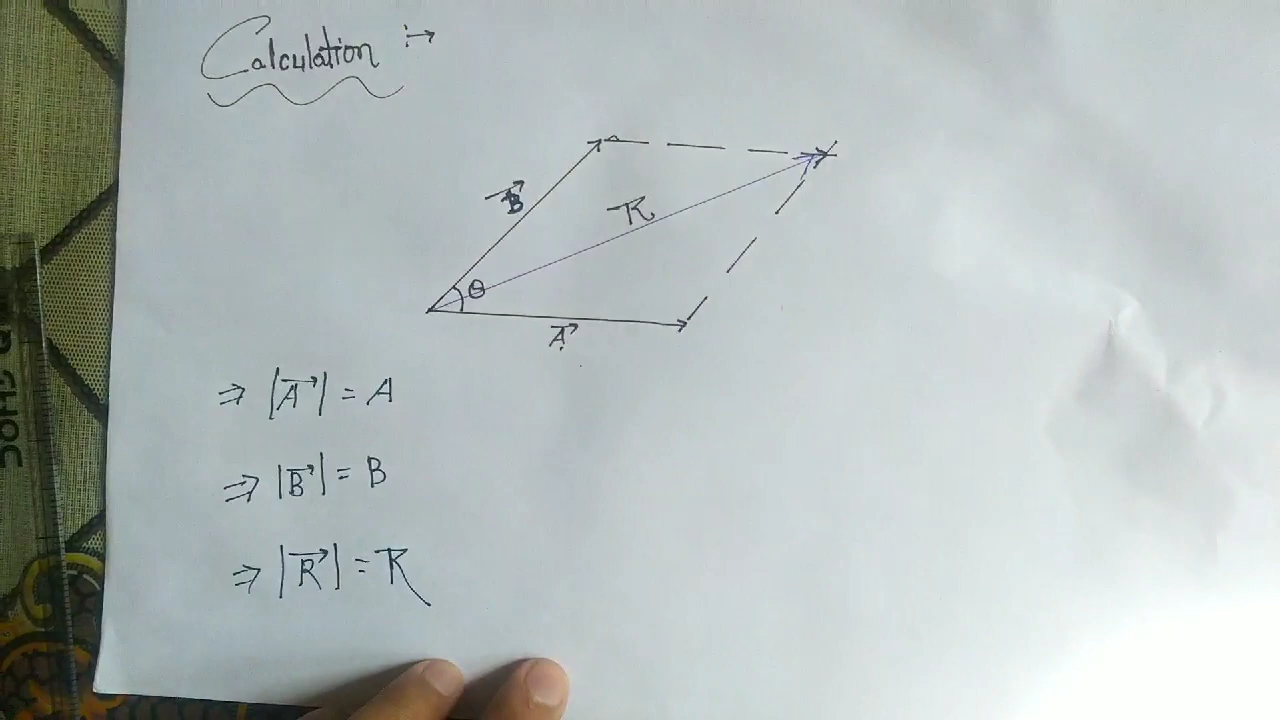 Calculation :→
B
R
θ
A
⇒ |A| = A
⇒ |B| = B
⇒ |R| = R